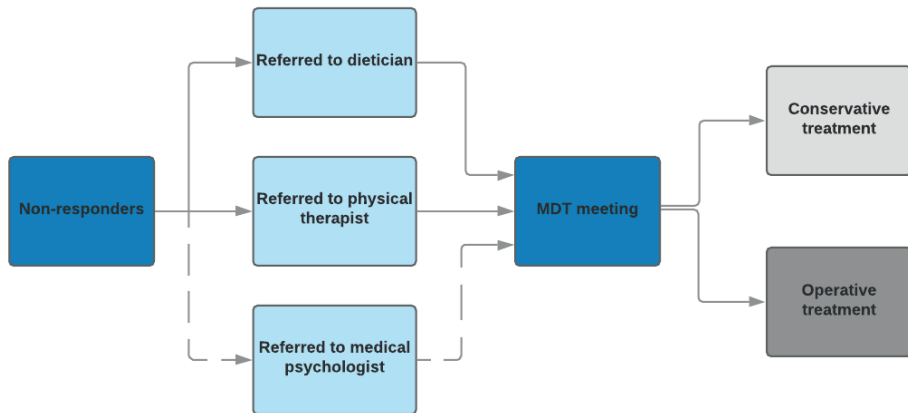 Referred to dietician
Non-responders
Referred to physical
therapist
Referred to medical
psychologist
MDT meeting
Conservative
treatment
Operative
treatment